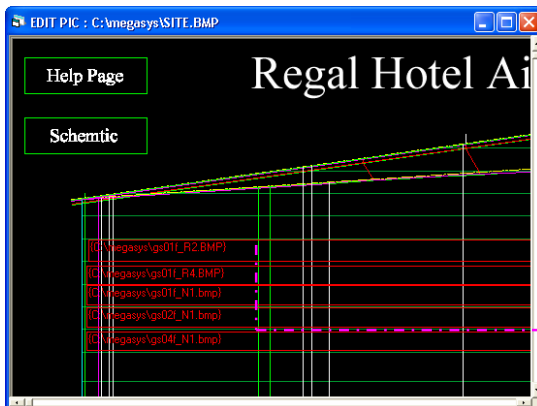 EDIT PIC : C:\megasys\SITE.BMP
Help Page
Regal Hotel Ai
Schemtic
{C:\megasys\gs01f_R2.BMP}
{C:\megasys\gs01f_R4.BMP}
{C:\megasys\gs01f_N1.bmp}
{C:\megasys\gs02f_N1.bmp}
{C:\megasys\gs04f_N1.bmp}